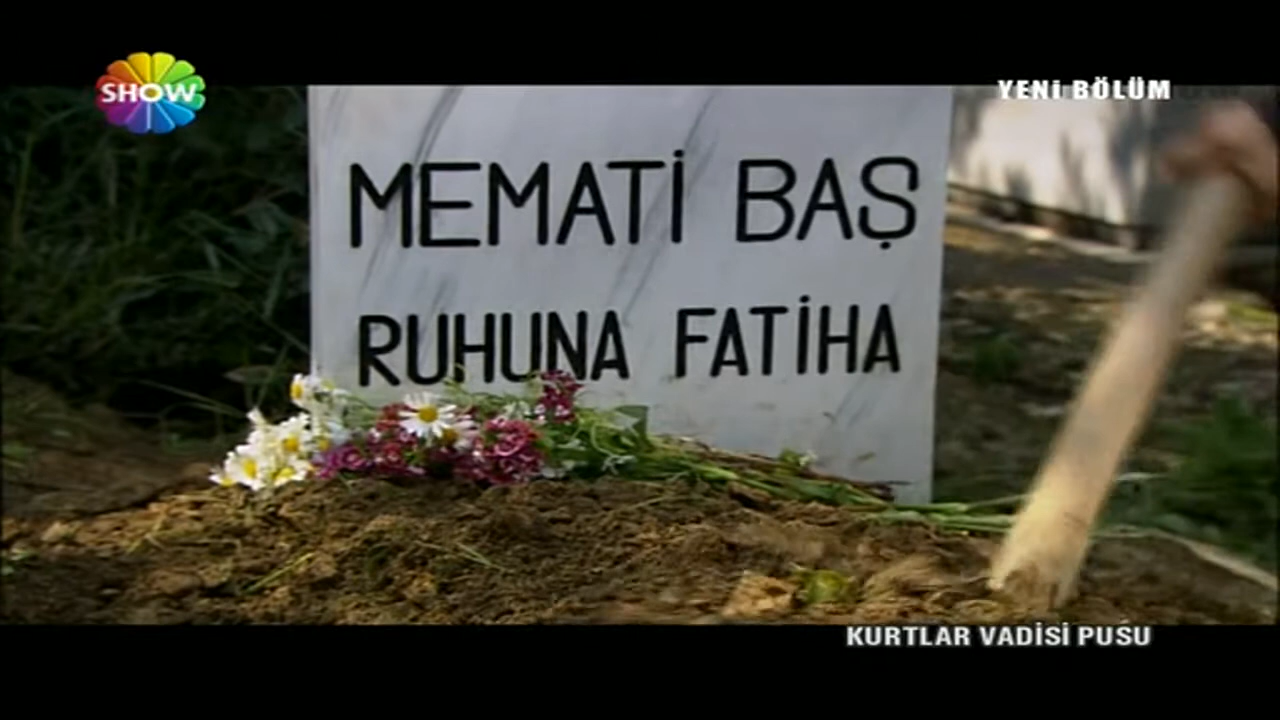 SHOW
YENİ BÖLÜM
MEMATİ BAŞ
RUHUNA FATİHA
KURTLAR VADİSİ PUSU